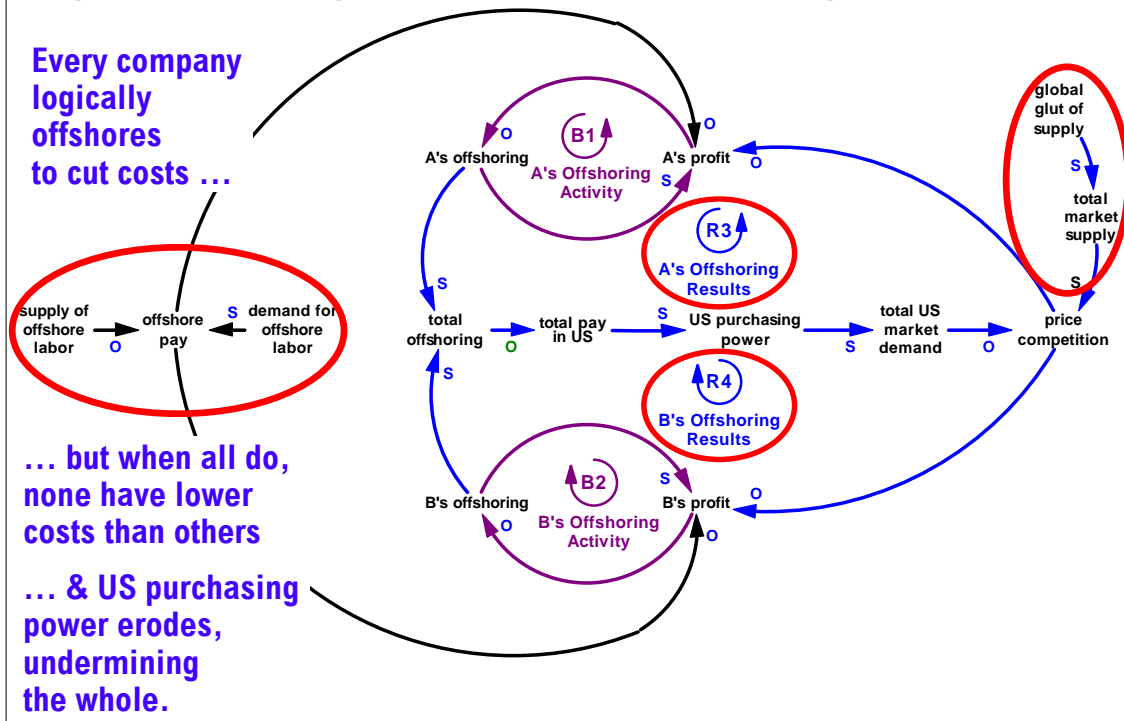 Every company
logically
offshores
to cut costs …
global
glut of
supply
S
total
market
supply
S
O
B1
O
A's offshoring
A's profit
O
S
A's Offshoring
Activity
R3
A's Offshoring
Results
supply of
offshore
labor
O
offshore
pay
S
demand for
offshore
labor
S
total
offshoring
O
total pay
in US
S
US purchasing
power
S
total US
market
demand
O
price
competition
S
R4
B's Offshoring
Results
… but when all do,
none have lower
costs than others
B2
S
O
B's offshoring
B's profit
O
O
B's Offshoring
Activity
… & US purchasing
power erodes,
undermining
the whole.